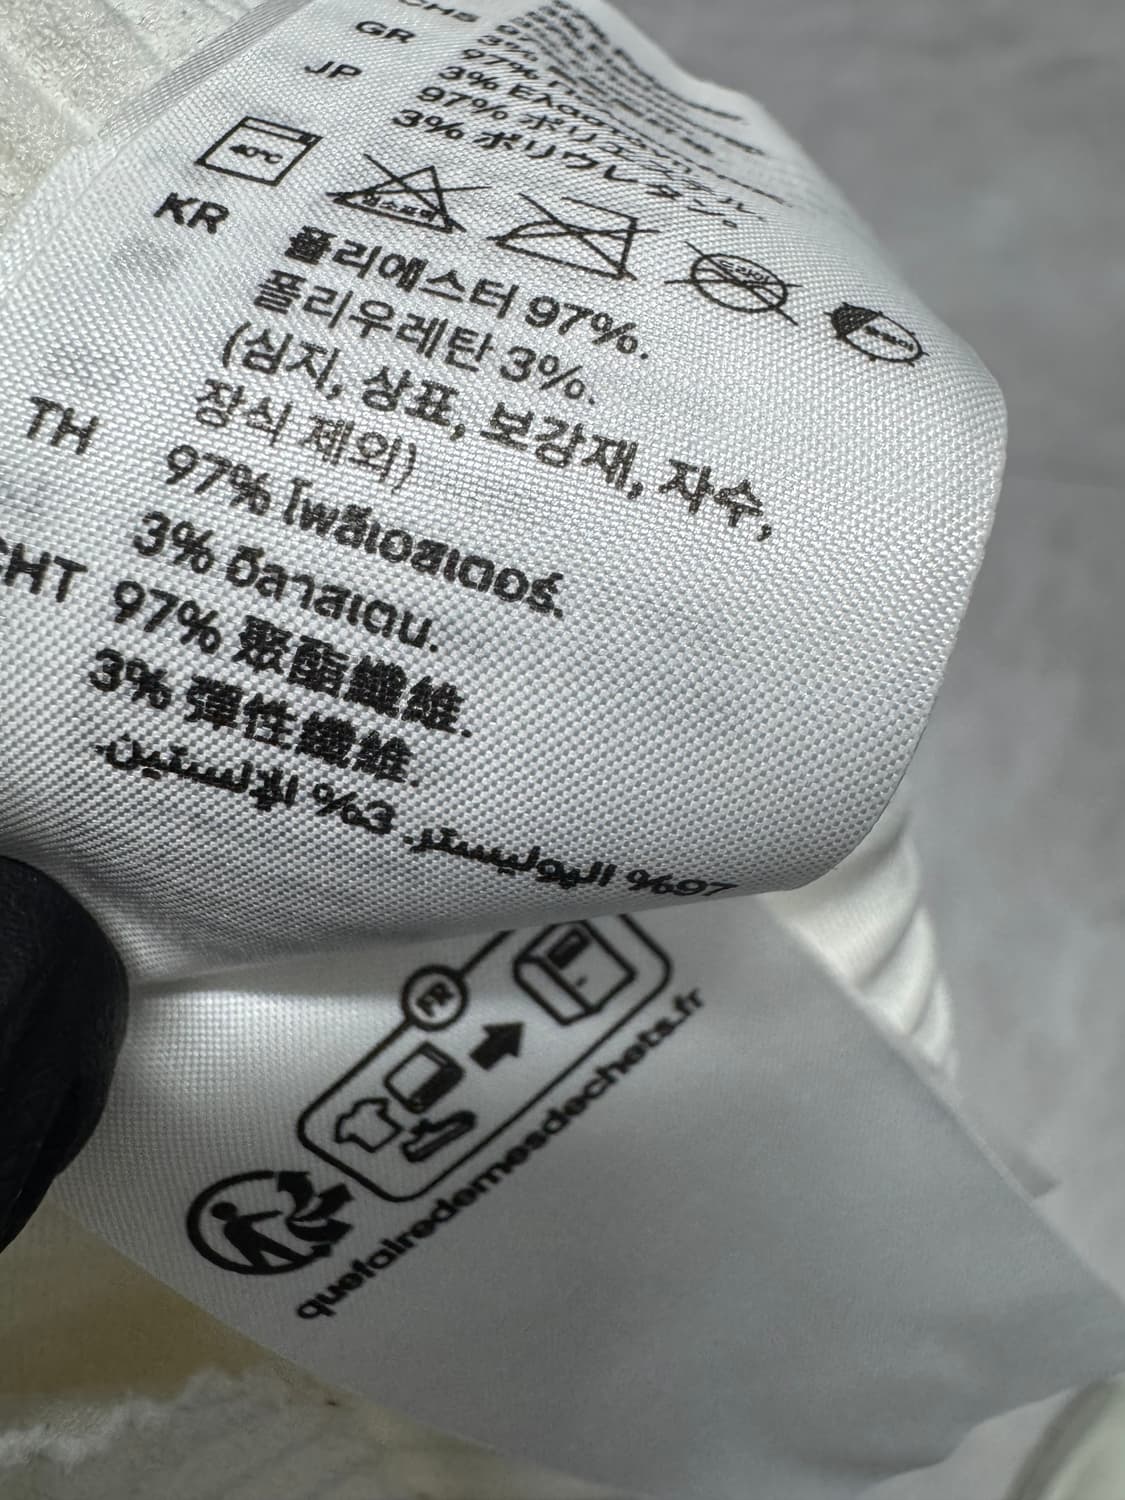 GR
JP
97% ポリエステル.
3% ポリウレタン。
40℃
KR
폴리에스터 97%.
폴리우레탄 3%.
(심지, 상표, 보강재, 자수,
장식 제외)
TH
97% โพลีเอสเตอร์.
3% อีลาสเตน.
CHT
97% 聚酯纖維.
3% 彈性纖維.
97% البوليستر. 3% الإلستين.
FR
quefairedemesdechets.fr